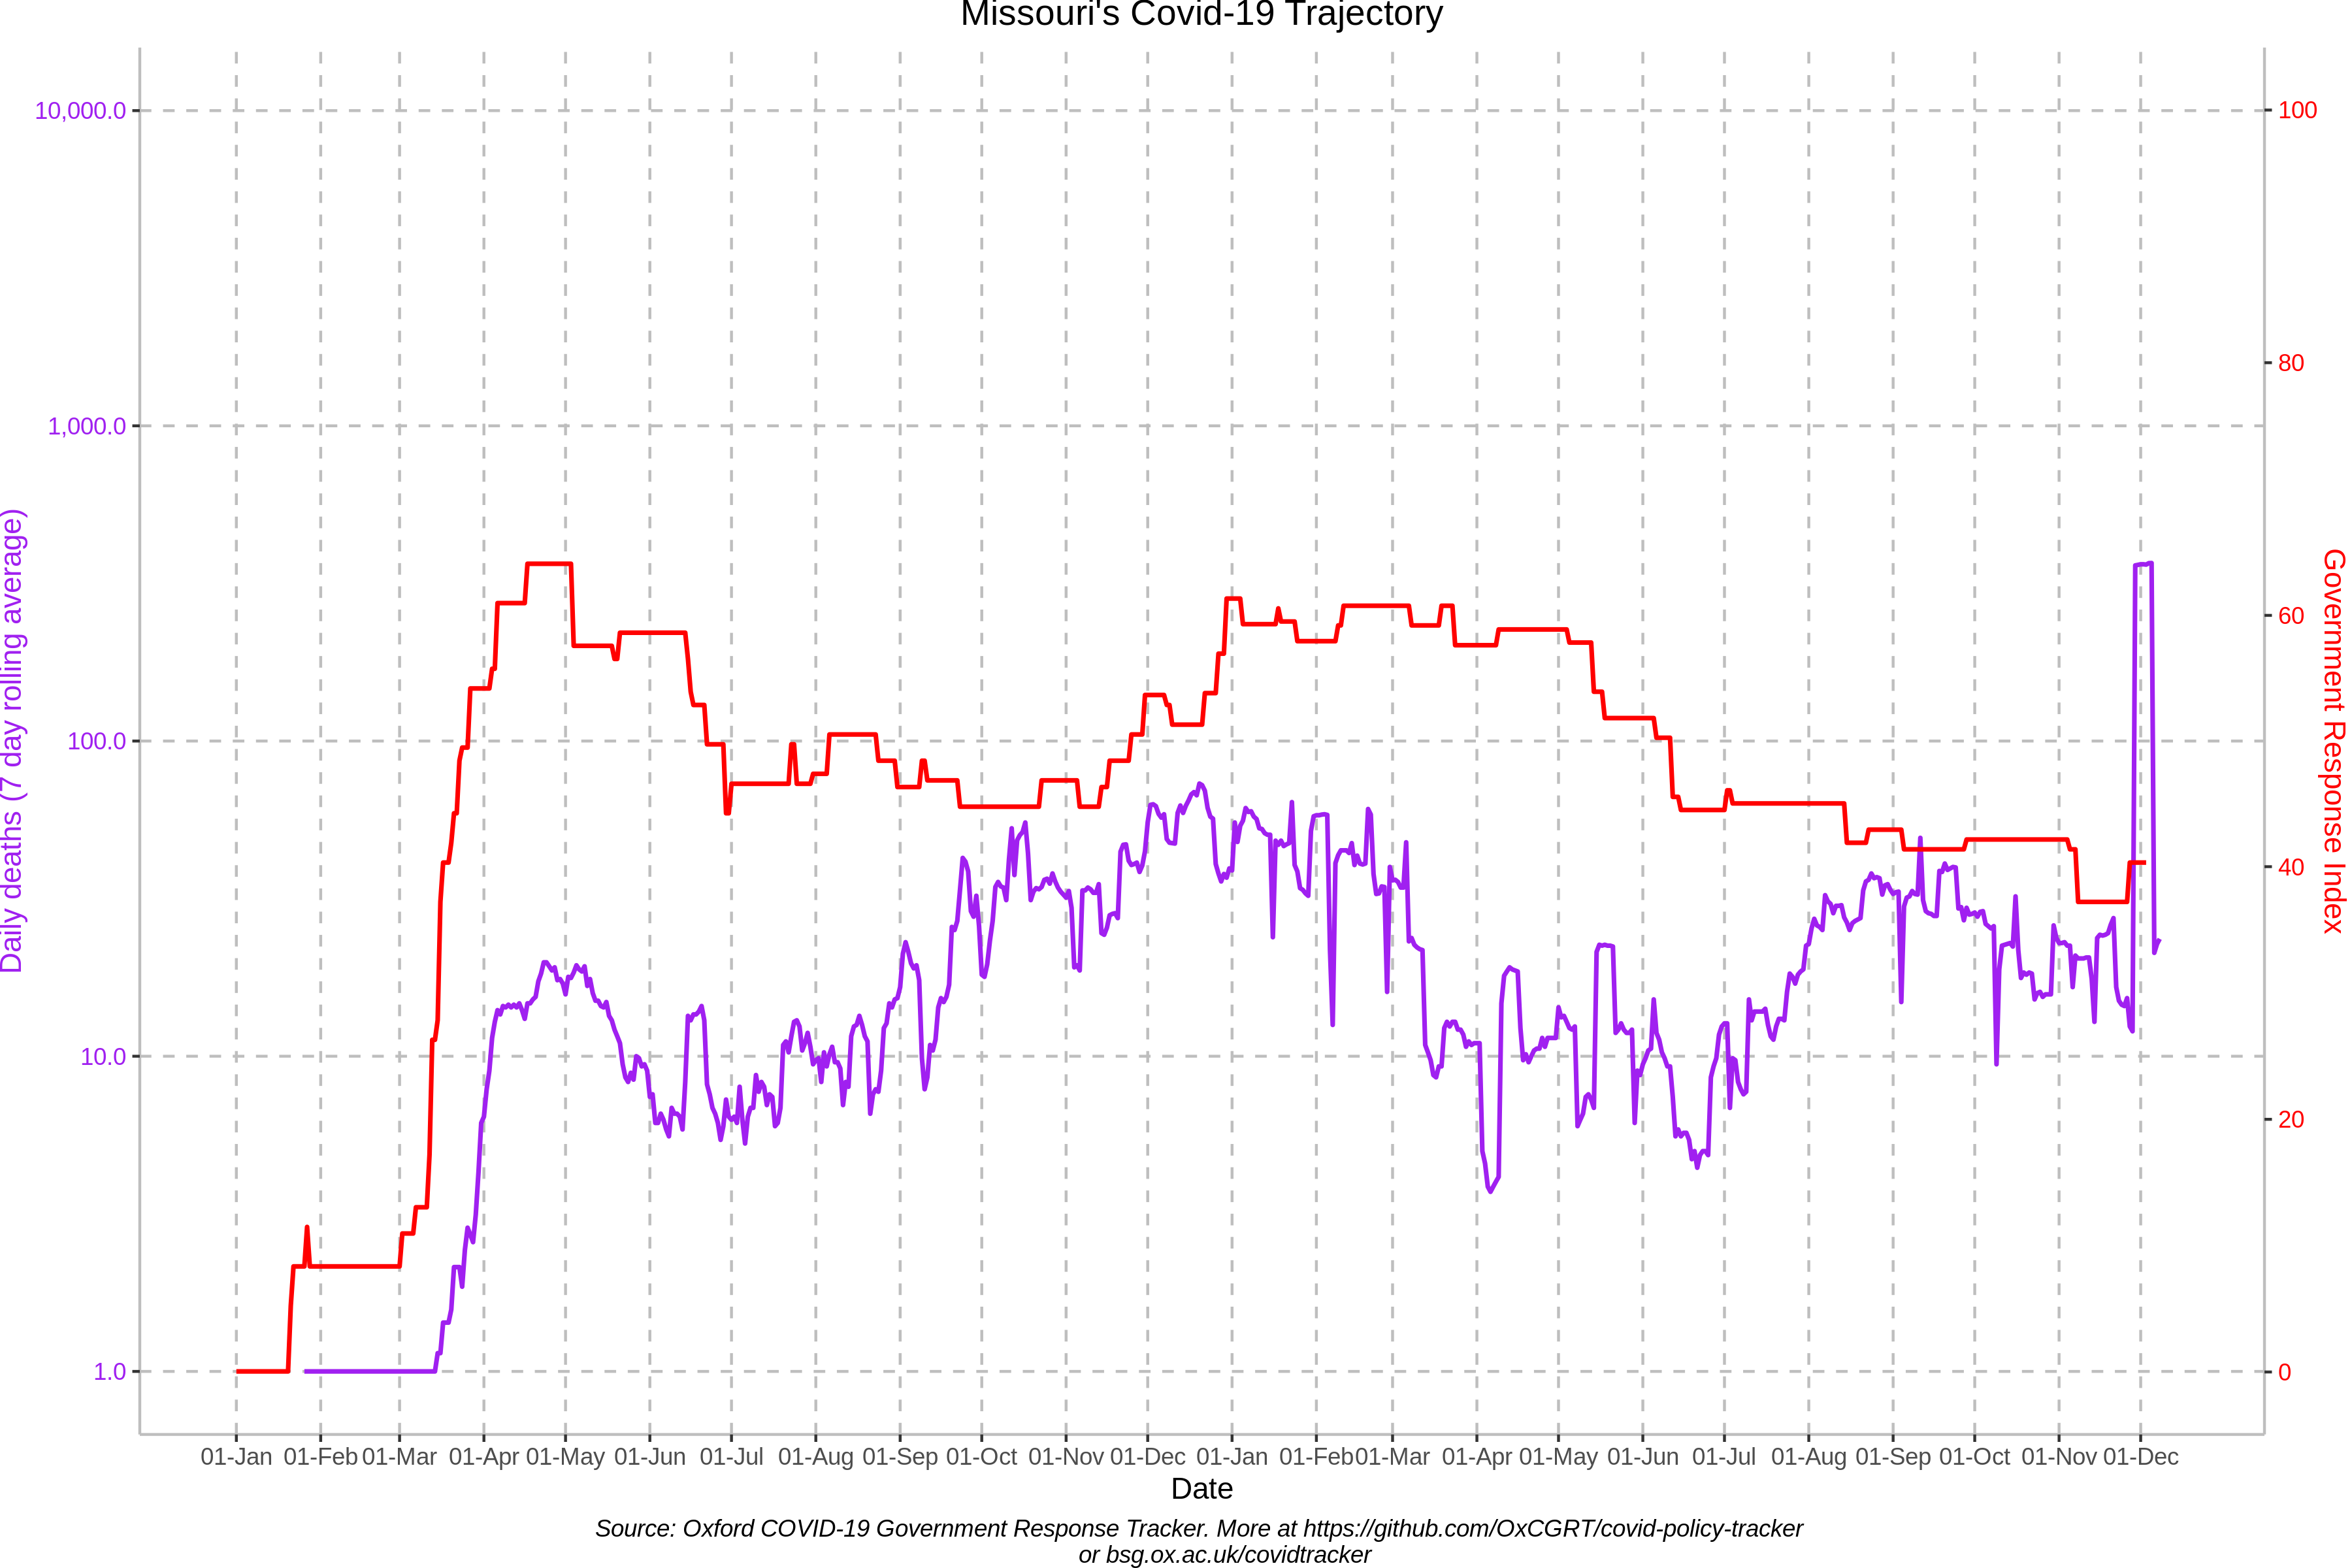 Missouri's Covid-19 Trajectory
10,000.0
1,000.0
100.0
10.0
1.0
Daily deaths (7 day rolling average)
100
80
60
40
20
0
Government Response Index
01-Jan 01-Feb 01-Mar 01-Apr 01-May 01-Jun 01-Jul 01-Aug 01-Sep 01-Oct 01-Nov 01-Dec 01-Jan 01-Feb 01-Mar 01-Apr 01-May 01-Jun 01-Jul 01-Aug 01-Sep 01-Oct 01-Nov 01-Dec
Date
Source: Oxford COVID-19 Government Response Tracker. More at https://github.com/OxCGRT/covid-policy-tracker
or bsg.ox.ac.uk/covidtracker